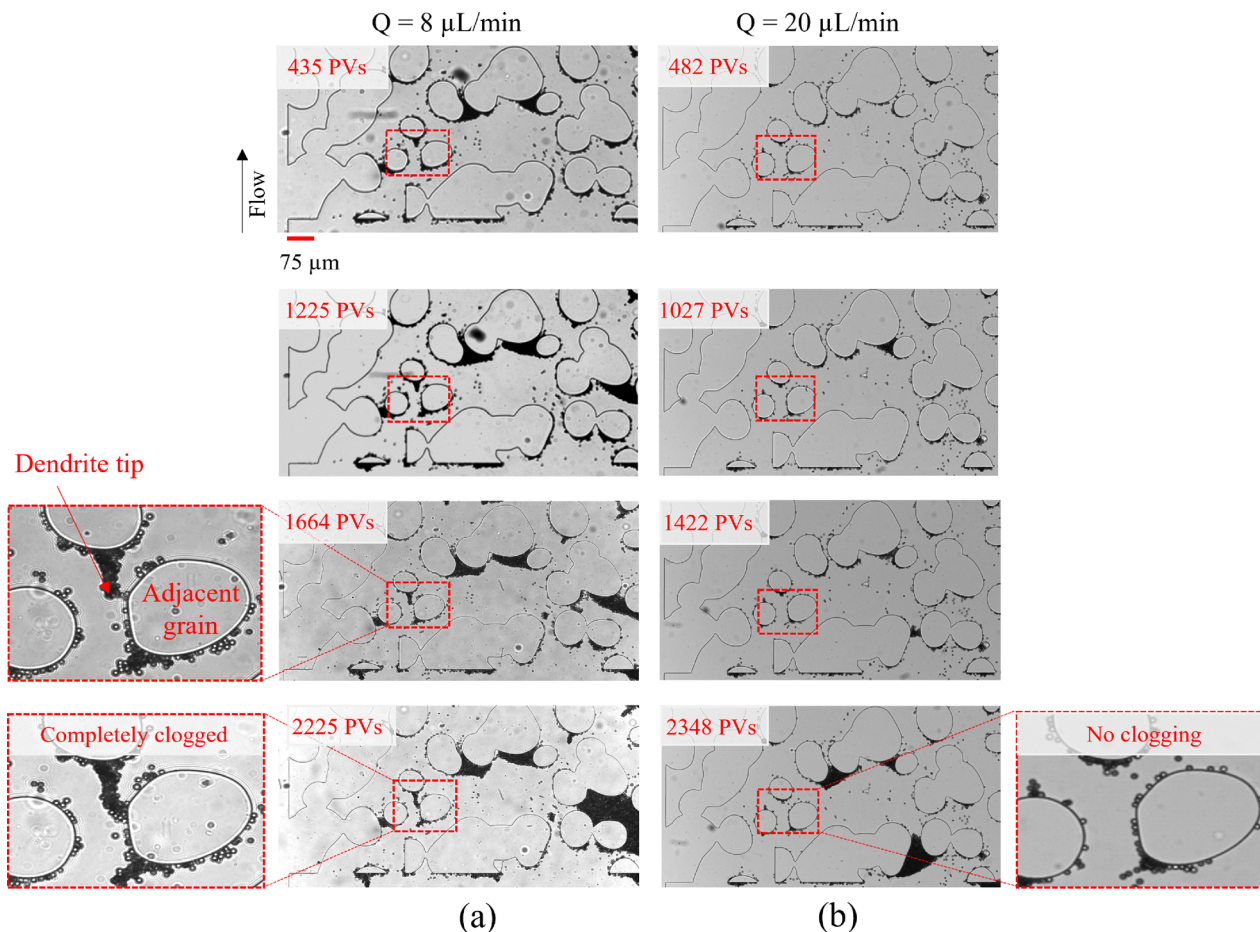 Q = 8 µL/min
Q = 20 µL/min
435 PVs
482 PVs
Flow
75 µm
1225 PVs
1027 PVs
Dendrite tip
1664 PVs
1422 PVs
Adjacent
grain
2225 PVs
2348 PVs
Completely clogged
No clogging
(a)
(b)